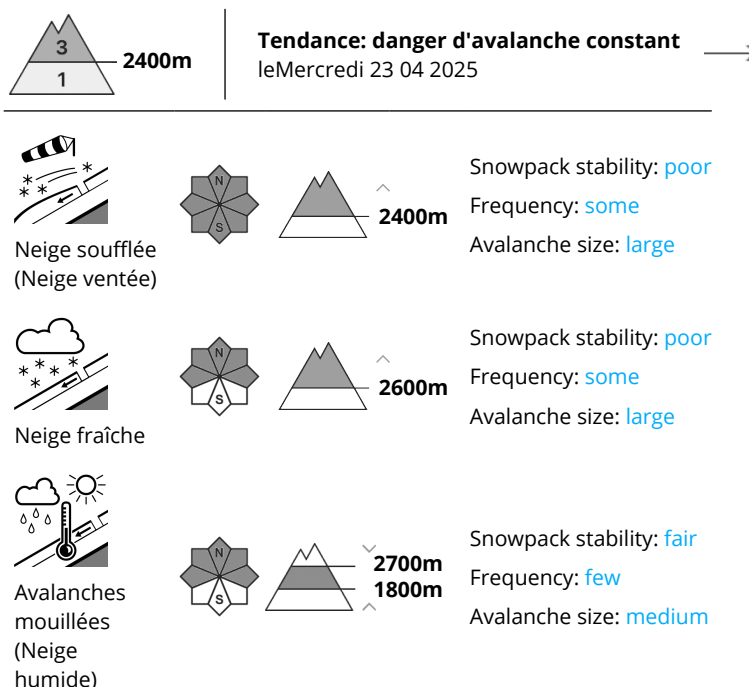 3
1
2400m
Tendance: danger d'avalanche constant
leMercredi 23 04 2025
Neige soufflée
(Neige ventée)
N
S
2400m
Snowpack stability: poor
Frequency: some
Avalanche size: large
Neige fraîche
N
S
2600m
Snowpack stability: poor
Frequency: some
Avalanche size: large
Avalanches
mouillées
(Neige
humide)
N
S
2700m
1800m
Snowpack stability: fair
Frequency: few
Avalanche size: medium